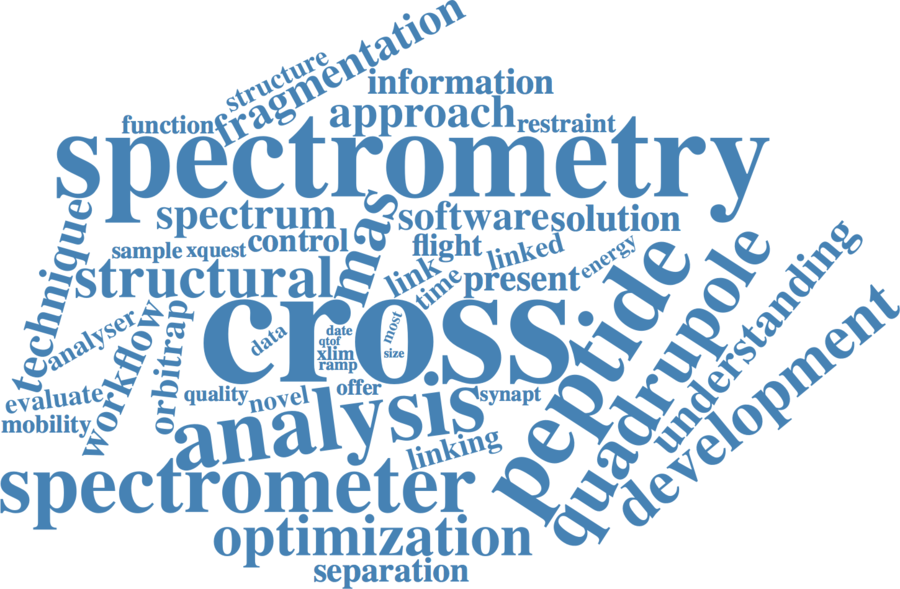 structure
fragmentation
information
function
approach
restraint
spectrometry
technique
spectrum
mas
software
solution
sample
xquest
control
flight
linked
energy
structural
link
time
present
peptide
quadrupole
understanding
development
cross
analyser
workflow
orbitrap
data
date
qtof
xlim
ramp
most
size
evaluate
mobility
quality
novel
offer
synapt
analysis
linking
spectrometer
optimization
separation